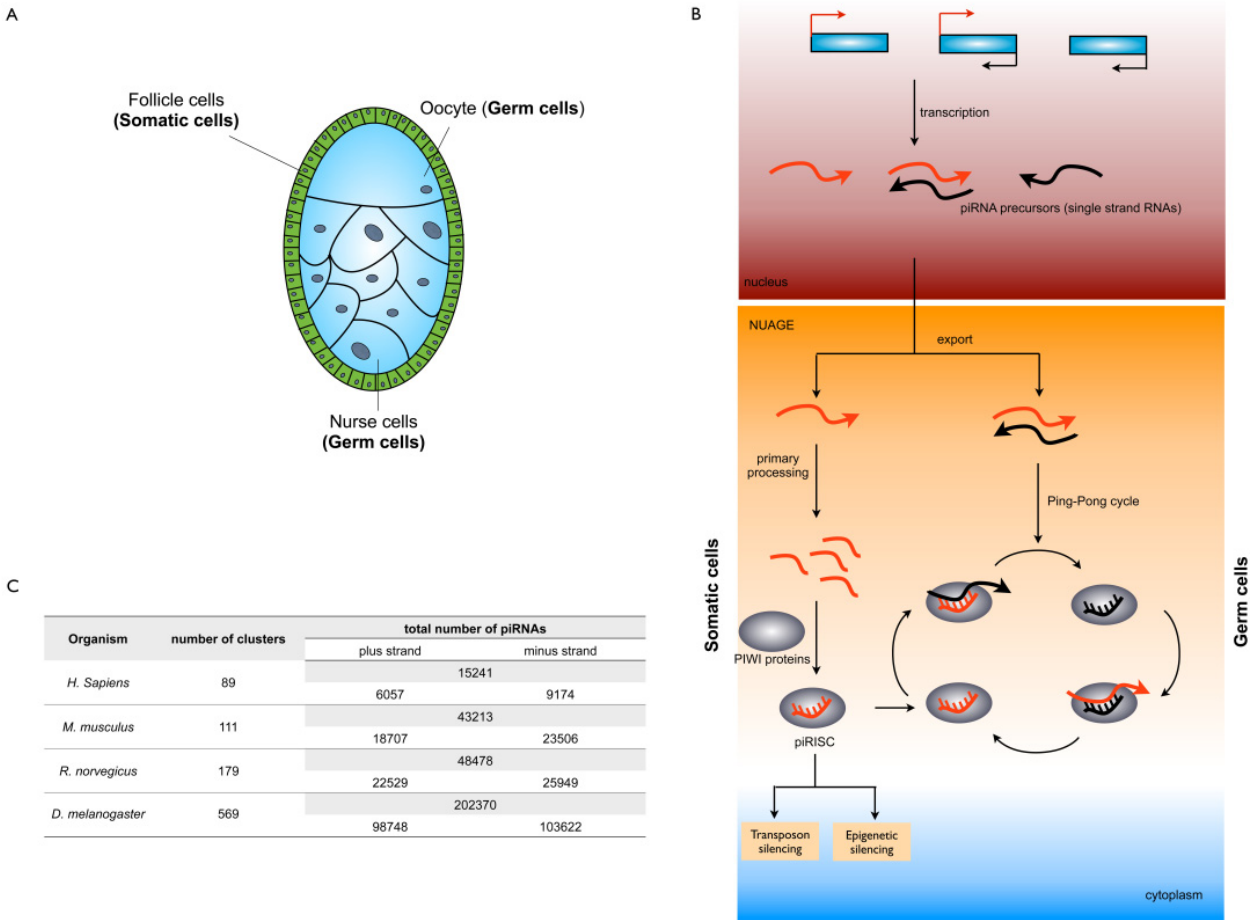 A
Follicle cells
(Somatic cells)
Oocyte (Germ cells)
Nurse cells
(Germ cells)
B
transcription
piRNA precursors (single strand RNAs)
nucleus
NUAGE
export
primary
processing
Ping-Pong cycle
Somatic cells
Germ cells
PIWI proteins
piRISC
Transposon
silencing
Epigenetic
silencing
cytoplasm
C
Organism number of clusters total number of piRNAs
plus strand minus strand
H. Sapiens 89 15241
6057 9174
M. musculus 111 43213
18707 23506
R. norvegicus 179 48478
22529 25949
D. melanogaster 569 202370
98748 103622